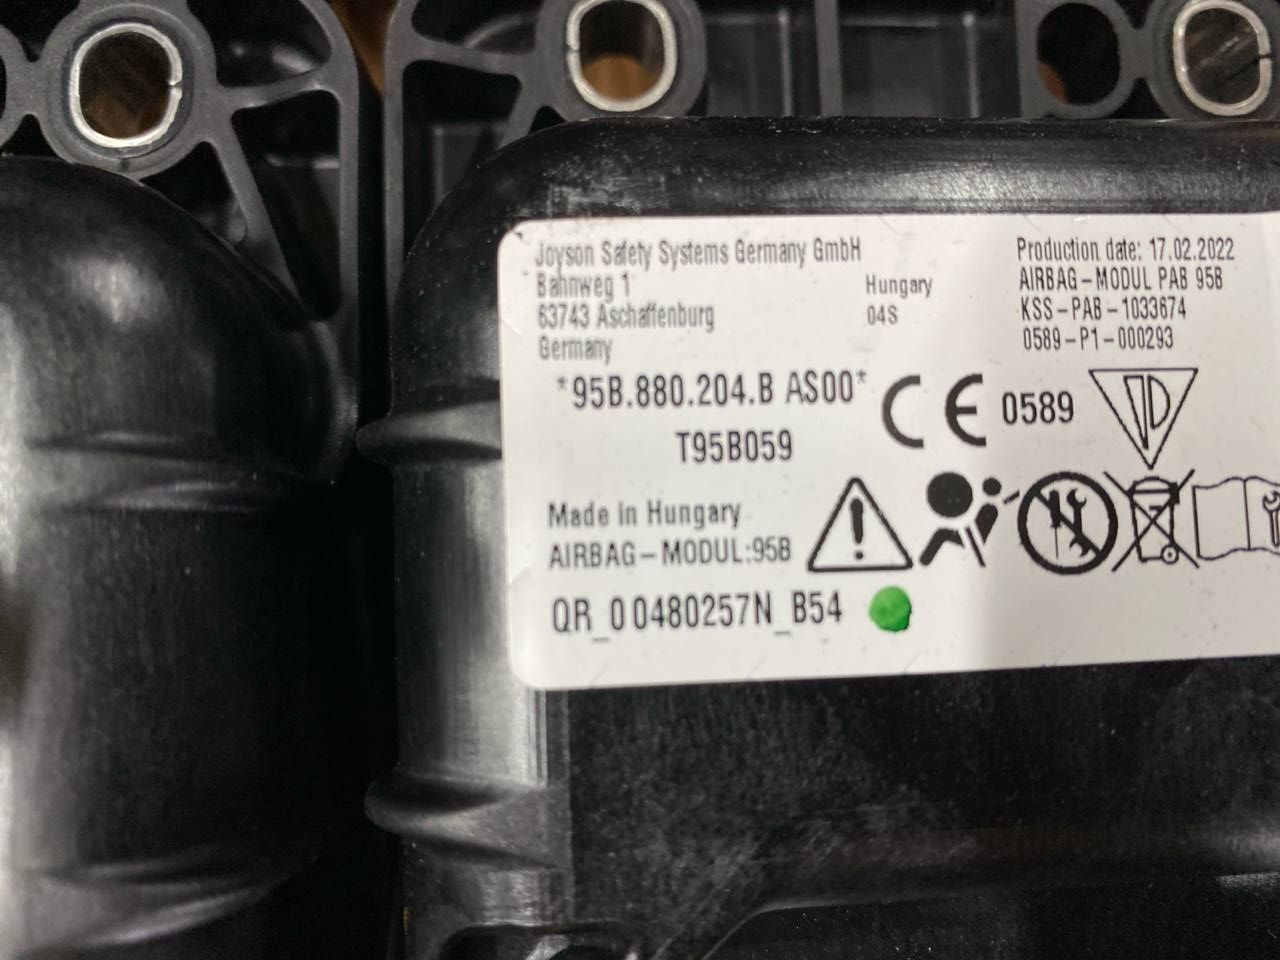 Joyson Safety Systems Germany GmbH
Bahnweg 1
63743 Aschaffenburg
Germany
Hungary
04S
Production date: 17.02.2022
AIRBAG-MODUL PAB 95B
KSS-PAB-1033674
0589-P1-000293
*95B.880.204.B AS00*
T95B059
CE 0589
Made in Hungary
AIRBAG-MODUL:95B
QR_00480257N_B54